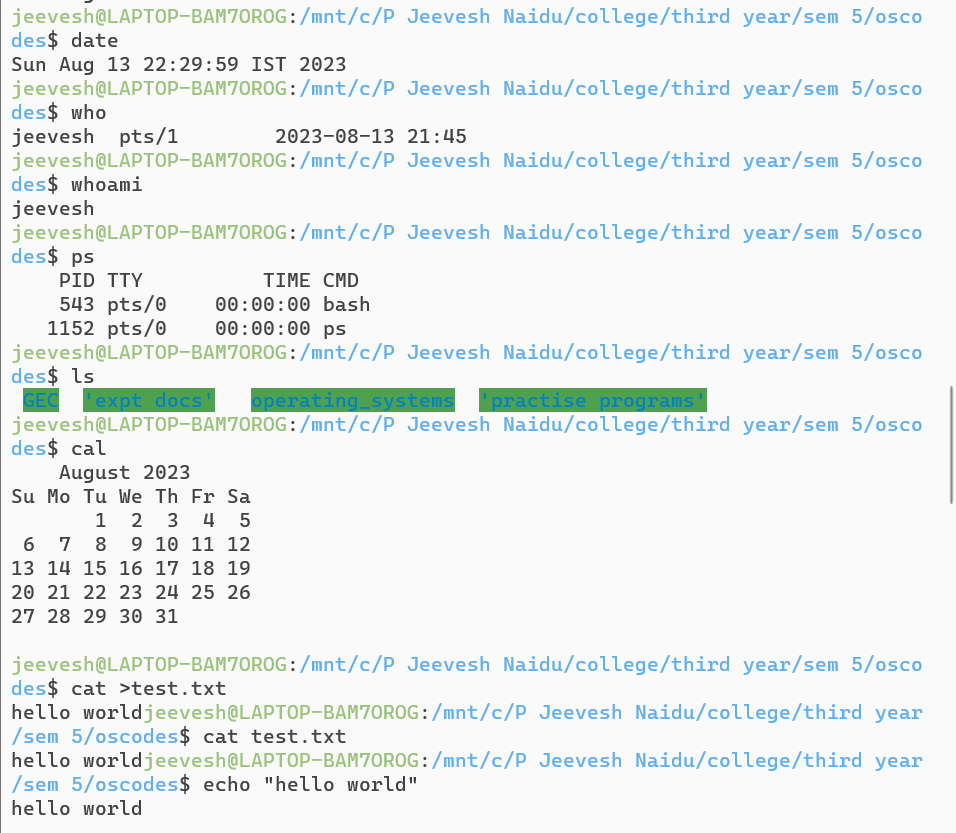 jeevesh@LAPTOP-BAM7OROG:/mnt/c/P Jeevesh Naidu/college/third year/sem 5/osco
des$ date
Sun Aug 13 22:29:59 IST 2023
jeevesh@LAPTOP-BAM7OROG:/mnt/c/P Jeevesh Naidu/college/third year/sem 5/osco
des$ who
jeevesh  pts/1        2023-08-13 21:45
jeevesh@LAPTOP-BAM7OROG:/mnt/c/P Jeevesh Naidu/college/third year/sem 5/osco
des$ whoami
jeevesh
jeevesh@LAPTOP-BAM7OROG:/mnt/c/P Jeevesh Naidu/college/third year/sem 5/osco
des$ ps
    PID TTY          TIME CMD
    543 pts/0    00:00:00 bash
   1152 pts/0    00:00:00 ps
jeevesh@LAPTOP-BAM7OROG:/mnt/c/P Jeevesh Naidu/college/third year/sem 5/osco
des$ ls
 GEC  'expt docs'   operating_systems  'practise programs'
jeevesh@LAPTOP-BAM7OROG:/mnt/c/P Jeevesh Naidu/college/third year/sem 5/osco
des$ cal
    August 2023
Su Mo Tu We Th Fr Sa
       1  2  3  4  5
 6  7  8  9 10 11 12
13 14 15 16 17 18 19
20 21 22 23 24 25 26
27 28 29 30 31
jeevesh@LAPTOP-BAM7OROG:/mnt/c/P Jeevesh Naidu/college/third year/sem 5/osco
des$ cat >test.txt
hello worldjeevesh@LAPTOP-BAM7OROG:/mnt/c/P Jeevesh Naidu/college/third year
/sem 5/oscodes$ cat test.txt
hello worldjeevesh@LAPTOP-BAM7OROG:/mnt/c/P Jeevesh Naidu/college/third year
/sem 5/oscodes$ echo "hello world"
hello world